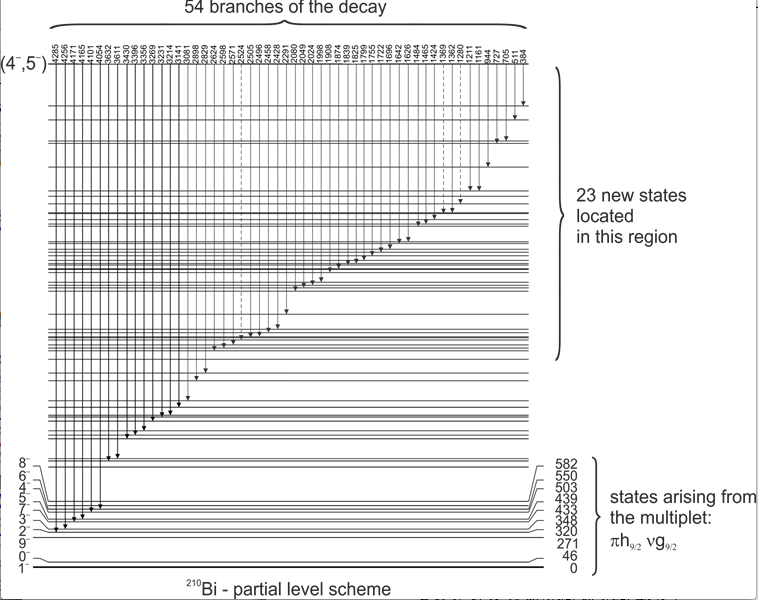 54 branches of the decay
4285 4256 4171 4165 4101 4054 3632 3611 3430 3396 3356 3269 3231 3214 3141 3081 2898 2829 2624 2598 2571 2524 2505 2496 2458 2428 2291 2080 2049 2024 1998 1908 1874 1839 1825 1799 1755 1722 1696 1642 1626 1484 1465 1424 1369 1362 1280 1211 1161 944 727 705 511 384
(4⁻,5⁻)
23 new states
located
in this region
8⁻ 582
6⁻ 550
4⁻ 503
5⁻ 439
7⁻ 433
3⁻ 348
2⁻ 320
9⁻ 271
0⁻ 46
1⁻ 0
states arising from
the multiplet:
πh₉/₂ νg₉/₂
²¹⁰Bi - partial level scheme